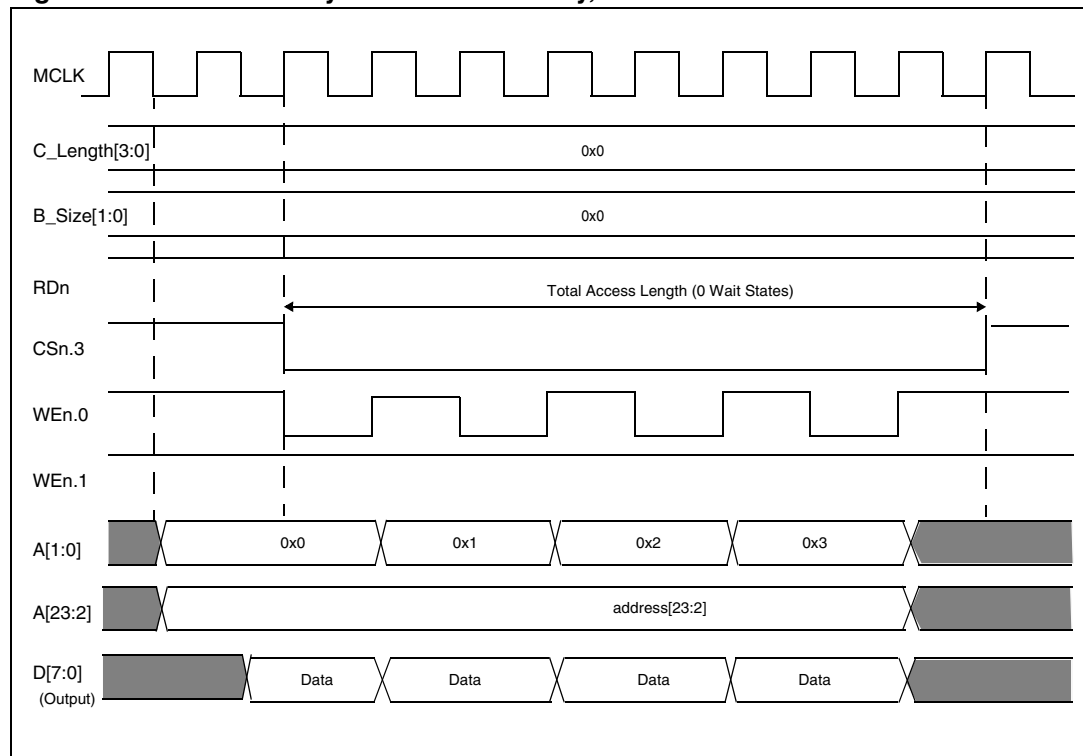 MCLK
C_Length[3:0]
0x0
B_Size[1:0]
0x0
RDn
Total Access Length (0 Wait States)
CSn.3
WEn.0
WEn.1
A[1:0]
0x0
0x1
0x2
0x3
A[23:2]
address[23:2]
D[7:0]
(Output)
Data
Data
Data
Data